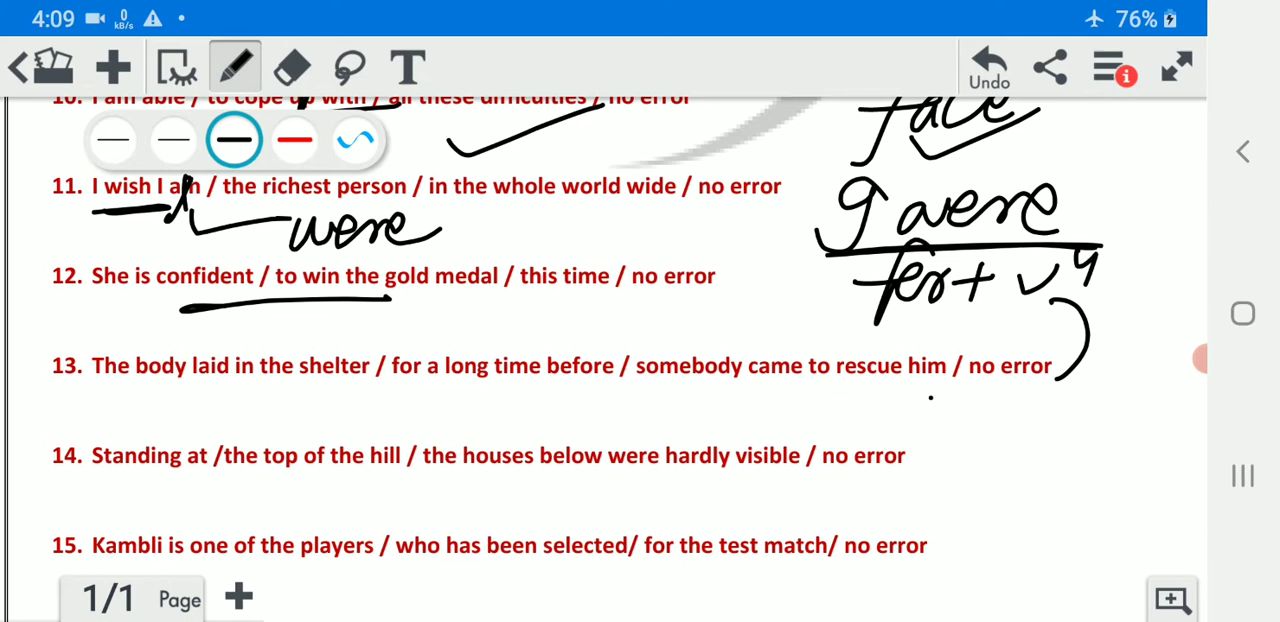 4:09 0 kB/s 76%
T Undo
10. I am able / to cope up with / all these difficulties / no error
face
11. I wish I am / the richest person / in the whole world wide / no error
were
I were
12. She is confident / to win the gold medal / this time / no error
for + v4
13. The body laid in the shelter / for a long time before / somebody came to rescue him / no error
14. Standing at /the top of the hill / the houses below were hardly visible / no error
15. Kambli is one of the players / who has been selected/ for the test match/ no error
1/1 Page